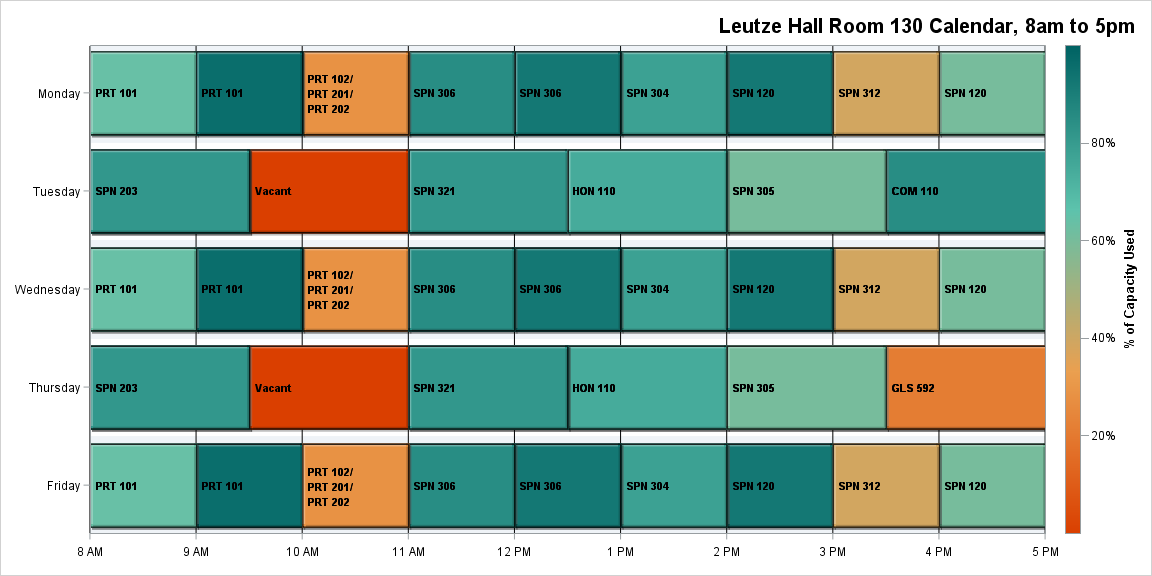 Leutze Hall Room 130 Calendar, 8am to 5pm
Monday
PRT 101
PRT 101
PRT 102/
PRT 201/
PRT 202
SPN 306
SPN 306
SPN 304
SPN 120
SPN 312
SPN 120
Tuesday
SPN 203
Vacant
SPN 321
HON 110
SPN 305
COM 110
Wednesday
PRT 101
PRT 101
PRT 102/
PRT 201/
PRT 202
SPN 306
SPN 306
SPN 304
SPN 120
SPN 312
SPN 120
Thursday
SPN 203
Vacant
SPN 321
HON 110
SPN 305
GLS 592
Friday
PRT 101
PRT 101
PRT 102/
PRT 201/
PRT 202
SPN 306
SPN 306
SPN 304
SPN 120
SPN 312
SPN 120
8 AM
9 AM
10 AM
11 AM
12 PM
1 PM
2 PM
3 PM
4 PM
5 PM
80%
60%
40%
20%
% of Capacity Used